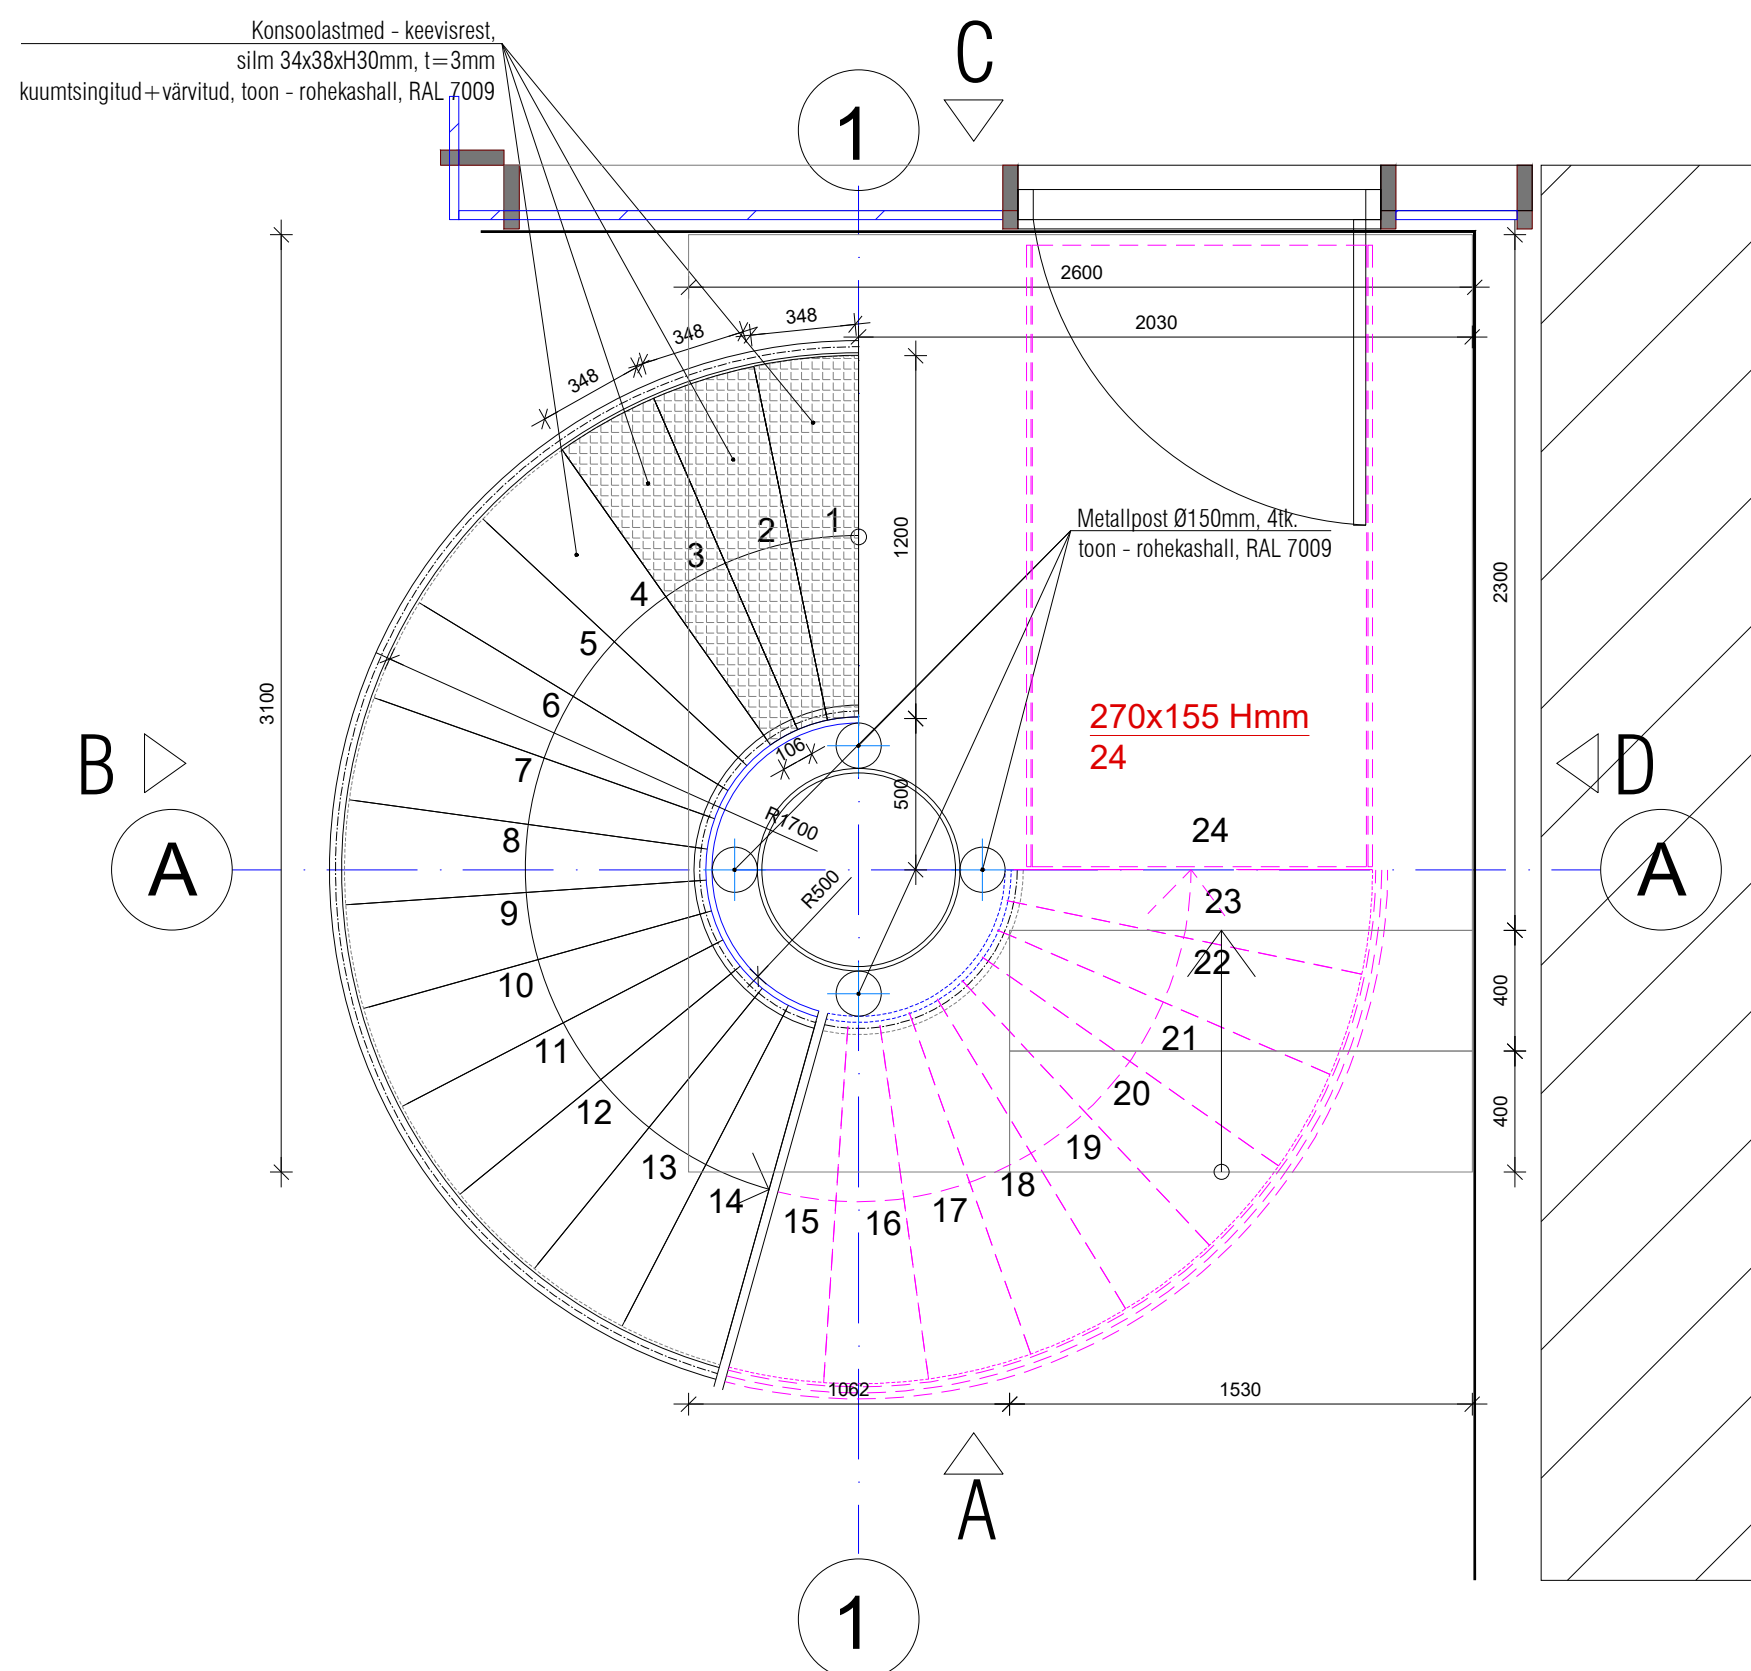 Konsoolastmed - keevisrest,
silm 34x38xH30mm, t=3mm
kuumtsingitud+värvitud, toon - rohekashall, RAL 7009
C
1
2600
2030
348
348
348
1200
2300
3100
Metallpost Ø150mm, 4tk.
toon - rohekashall, RAL 7009
1
2
3
4
5
6
7
8
9
10
11
12
13
14
15
16
17
18
19
20
21
22
23
24
270x155 Hmm
24
106
500
R1700
R500
B
D
A
A
400
400
1062
1530
A
1